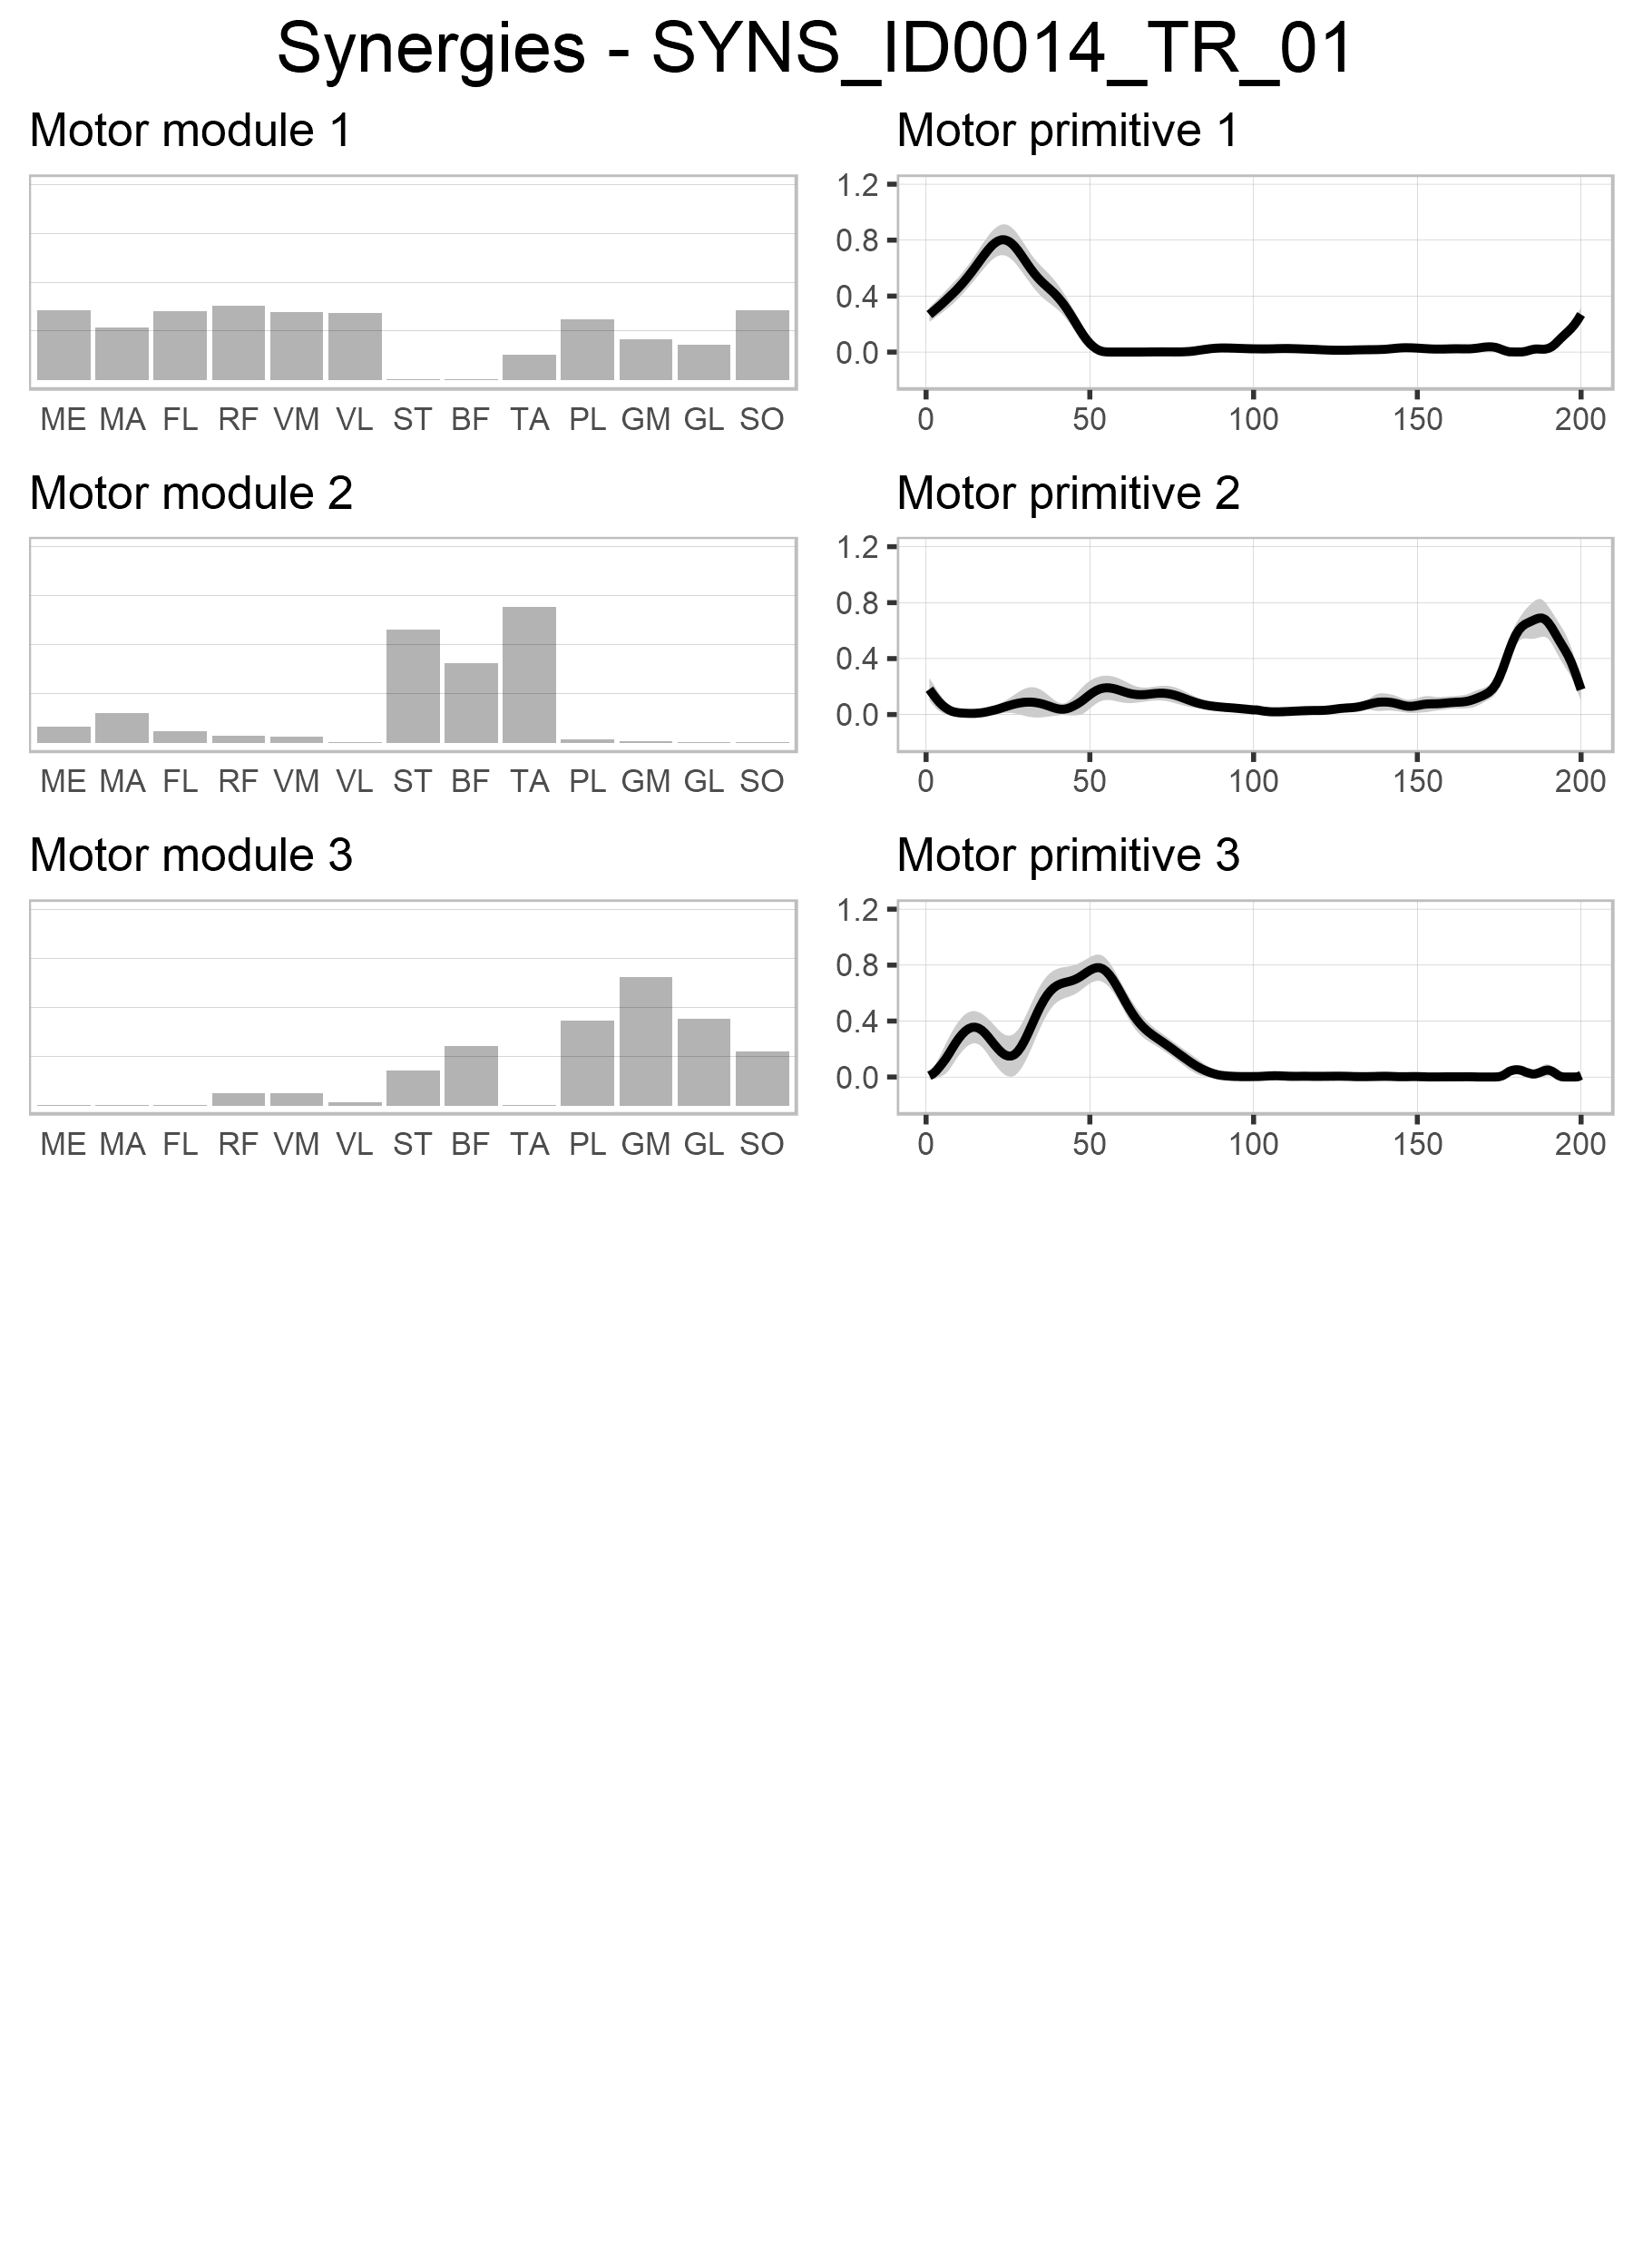 Synergies - SYNS_ID0014_TR_01
Motor module 1
Motor primitive 1
1.2
0.8
0.4
0.0
ME MA FL RF VM VL ST BF TA PL GM GL SO
0 50 100 150 200
Motor module 2
Motor primitive 2
1.2
0.8
0.4
0.0
ME MA FL RF VM VL ST BF TA PL GM GL SO
0 50 100 150 200
Motor module 3
Motor primitive 3
1.2
0.8
0.4
0.0
ME MA FL RF VM VL ST BF TA PL GM GL SO
0 50 100 150 200